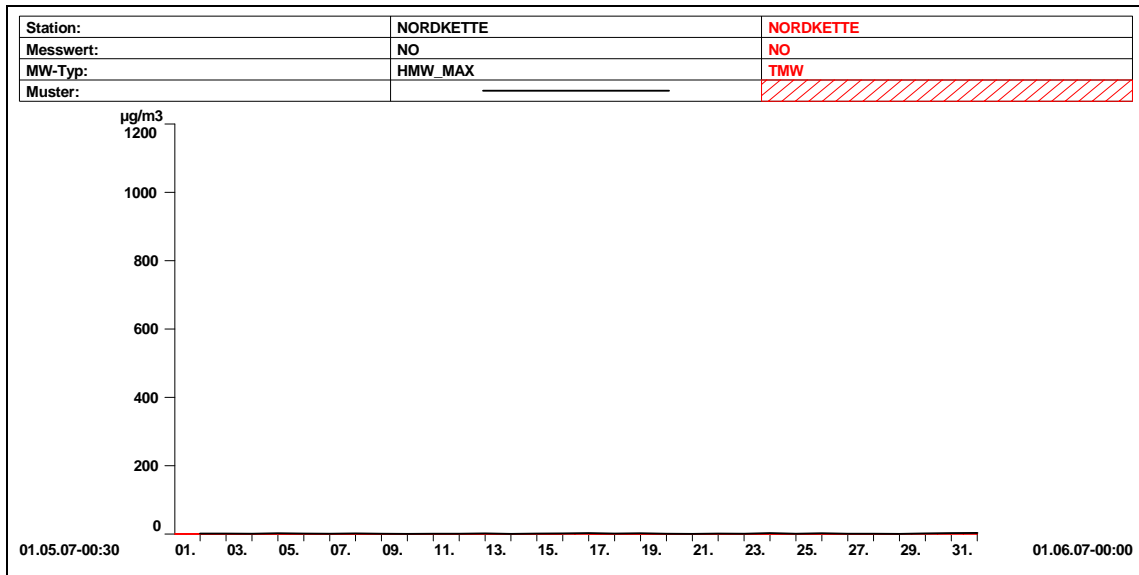 Station: NORDKETTE NORDKETTE
Messwert: NO NO
MW-Typ: HMW_MAX TMW
Muster:
µg/m3
1200
1000
800
600
400
200
0
01.05.07-00:30 01. 03. 05. 07. 09. 11. 13. 15. 17. 19. 21. 23. 25. 27. 29. 31. 01.06.07-00:00